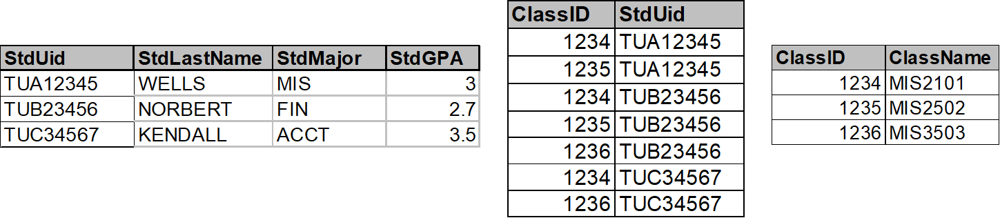 StdUid StdLastName StdMajor StdGPA
TUA12345 WELLS MIS 3
TUB23456 NORBERT FIN 2.7
TUC34567 KENDALL ACCT 3.5
ClassID StdUid
1234 TUA12345
1235 TUA12345
1234 TUB23456
1235 TUB23456
1236 TUB23456
1234 TUC34567
1236 TUC34567
ClassID ClassName
1234 MIS2101
1235 MIS2502
1236 MIS3503